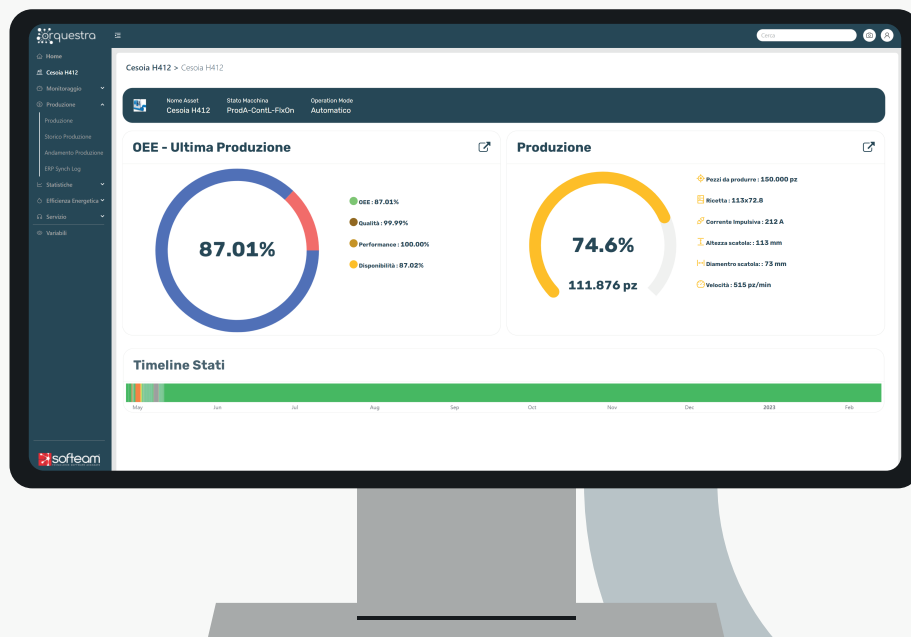 orquestra
Cerca
Home
Cesoia H412
Monitoraggio
Produzione
Produzione
Storico Produzione
Andamento Produzione
ERP Synch Log
Statistiche
Efficienza Energetica
Servizio
Variabili
softeam
Cesoia H412 > Cesoia H412
Nome Asset
Cesoia H412
Stato Macchina
ProdA-ContL-FlxOn
Operation Mode
Automatico
OEE - Ultima Produzione
87.01%
OEE : 87.01%
Qualità : 99.99%
Performance : 100.00%
Disponibilità : 87.02%
Produzione
74.6%
111.876 pz
Pezzi da produrre : 150.000 pz
Ricetta : 113x72.8
Corrente Impulsiva : 212 A
Altezza scatola: : 113 mm
Diamentro scatola: : 73 mm
Velocità : 515 pz/min
Timeline Stati
May Jun Jul Aug Sep Oct Nov Dec 2023 Feb